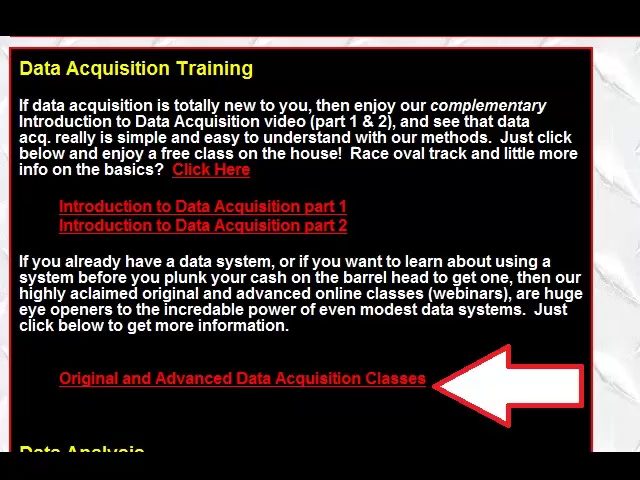 Data Acquisition Training
If data acquisition is totally new to you, then enjoy our complementary
Introduction to Data Acquisition video (part 1 & 2), and see that data
acq. really is simple and easy to understand with our methods.  Just click
below and enjoy a free class on the house!  Race oval track and little more
info on the basics?  Click Here
Introduction to Data Acquisition part 1
Introduction to Data Acquisition part 2
If you already have a data system, or if you want to learn about using a
system before you plunk your cash on the barrel head to get one, then our
highly aclaimed original and advanced online classes (webinars), are huge
eye openers to the incredable power of even modest data systems.  Just
click below to get more information.
Original and Advanced Data Acquisition Classes
Data Analysis